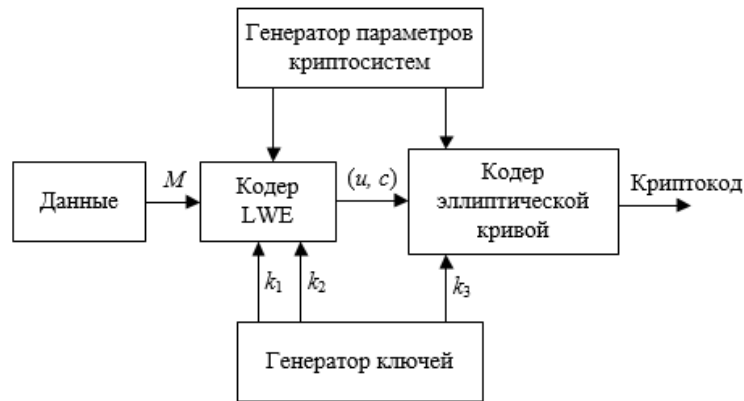 Генератор параметров
криптосистем
Данные
M
Кодер
LWE
(u, c)
Кодер
эллиптической
кривой
Криптокод
k1
k2
k3
Генератор ключей